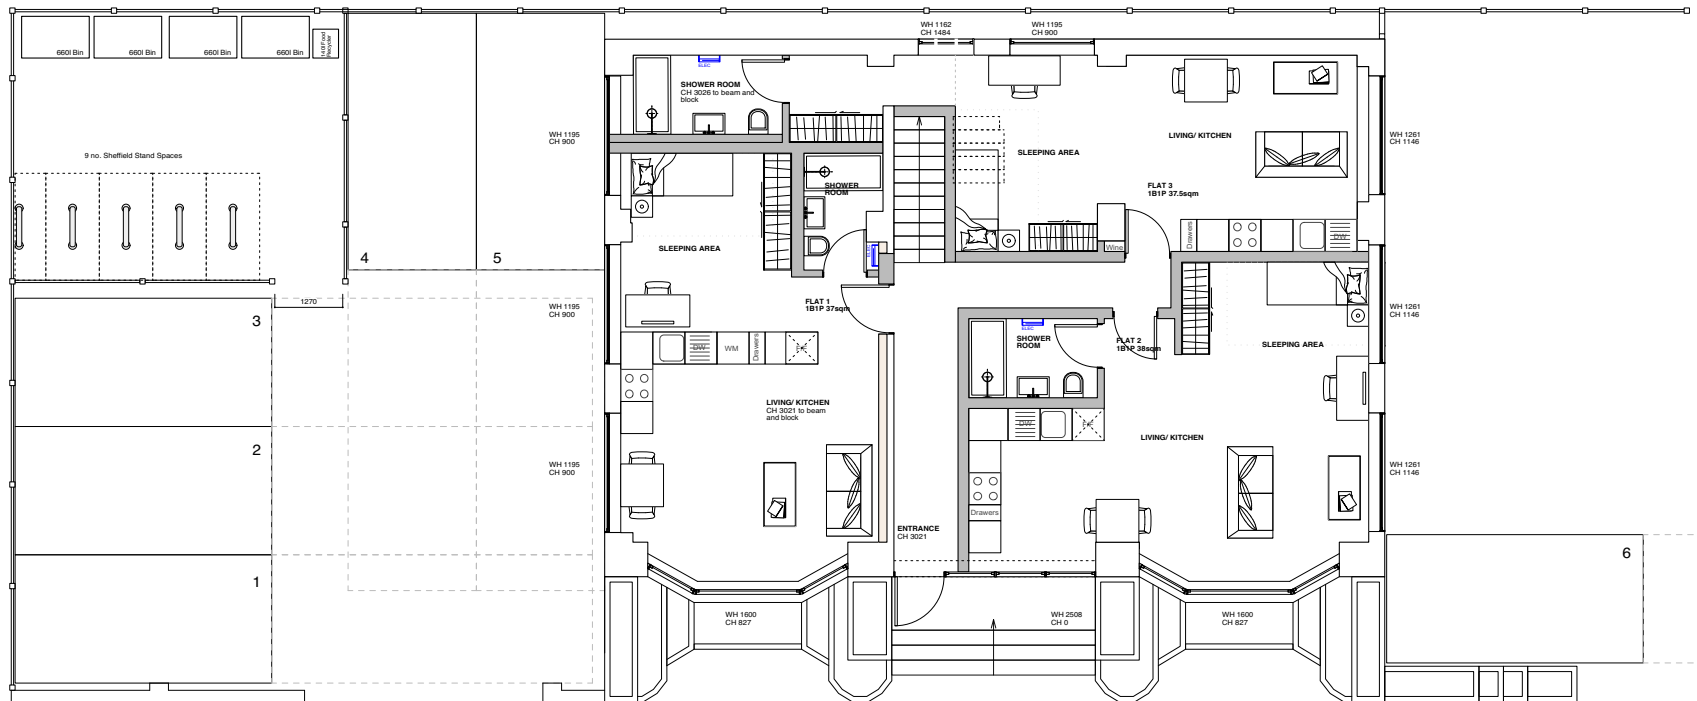 660l Bin
660l Bin
660l Bin
660l Bin
140l Food
Recycler
9 no. Sheffield Stand Spaces
4
5
1270
3
2
1
WH 1195
CH 900
WH 1195
CH 900
WH 1195
CH 900
WH 1162
CH 1484
WH 1195
CH 900
ELEC
SHOWER ROOM
CH 3026 to beam and
block
SHOWER
ROOM
ELEC
SLEEPING AREA
FLAT 1
1B1P 37sqm
DW
WM
Drawers
LIVING/ KITCHEN
CH 3021 to beam
and block
SLEEPING AREA
LIVING/ KITCHEN
FLAT 3
1B1P 37.5sqm
Wine
Drawers
DW
ELEC
SHOWER
ROOM
FLAT 2
1B1P 38sqm
SLEEPING AREA
DW
LIVING/ KITCHEN
Drawers
ENTRANCE
CH 3021
WH 1600
CH 827
WH 2508
CH 0
WH 1600
CH 827
WH 1261
CH 1146
WH 1261
CH 1146
WH 1261
CH 1146
6